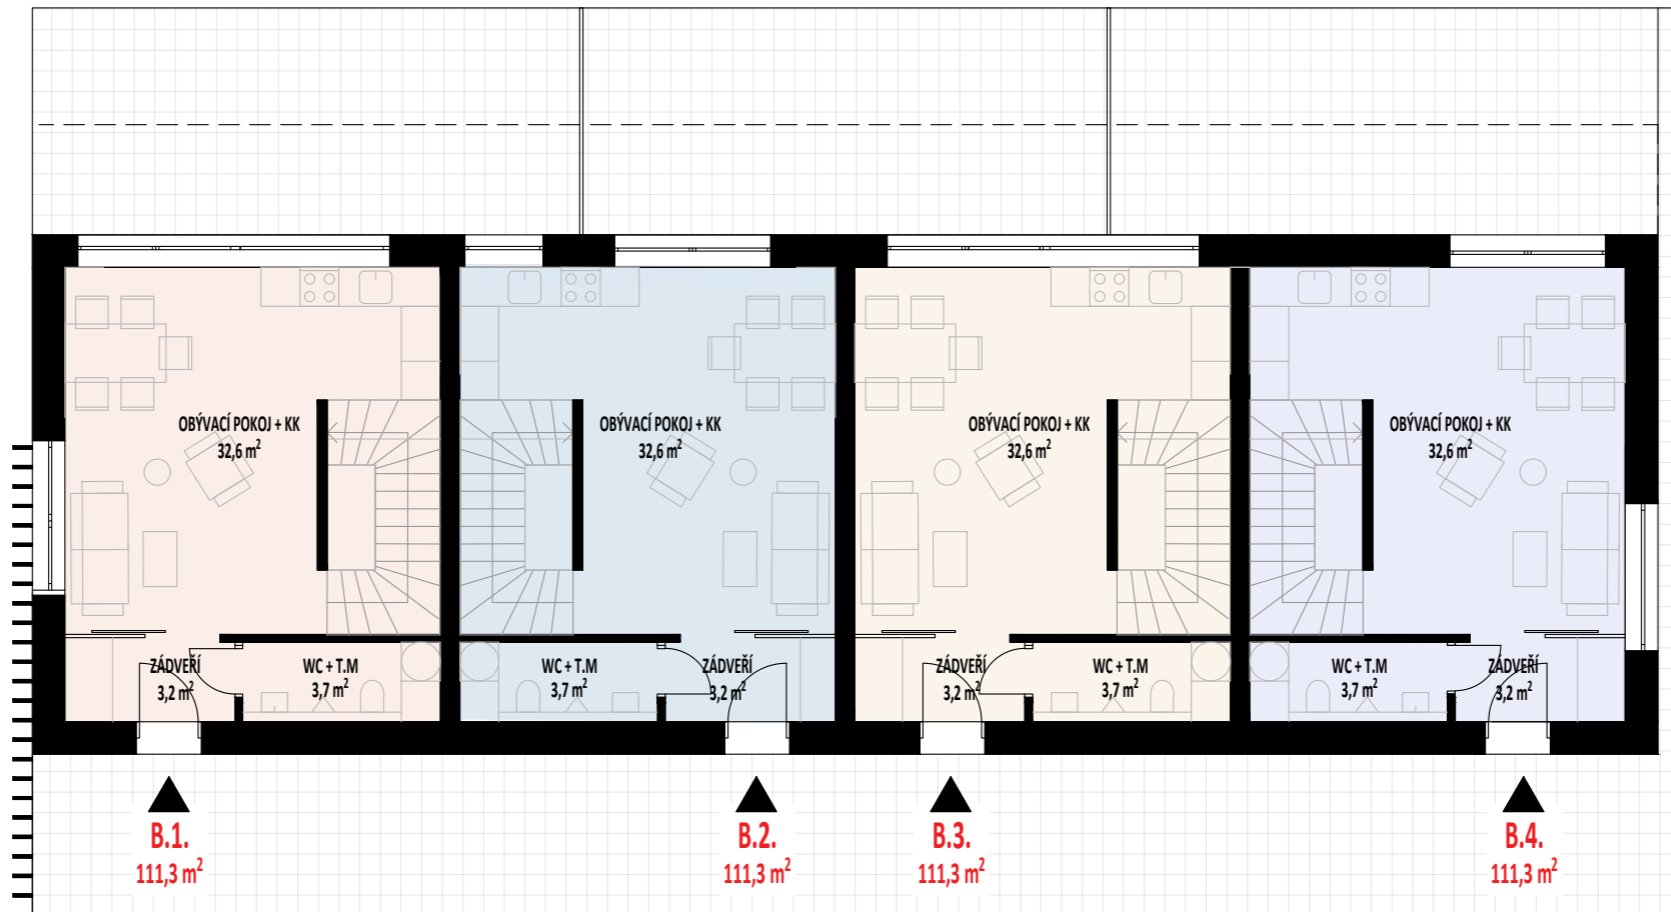 OBÝVACÍ POKOJ + KK
32,6 m²
OBÝVACÍ POKOJ + KK
32,6 m²
OBÝVACÍ POKOJ + KK
32,6 m²
OBÝVACÍ POKOJ + KK
32,6 m²
ZÁDVEŘÍ
3,2 m²
WC + T.M
3,7 m²
WC + T.M
3,7 m²
ZÁDVEŘÍ
3,2 m²
ZÁDVEŘÍ
3,2 m²
WC + T.M
3,7 m²
WC + T.M
3,7 m²
ZÁDVEŘÍ
3,2 m²
B.1.
111,3 m²
B.2.
111,3 m²
B.3.
111,3 m²
B.4.
111,3 m²